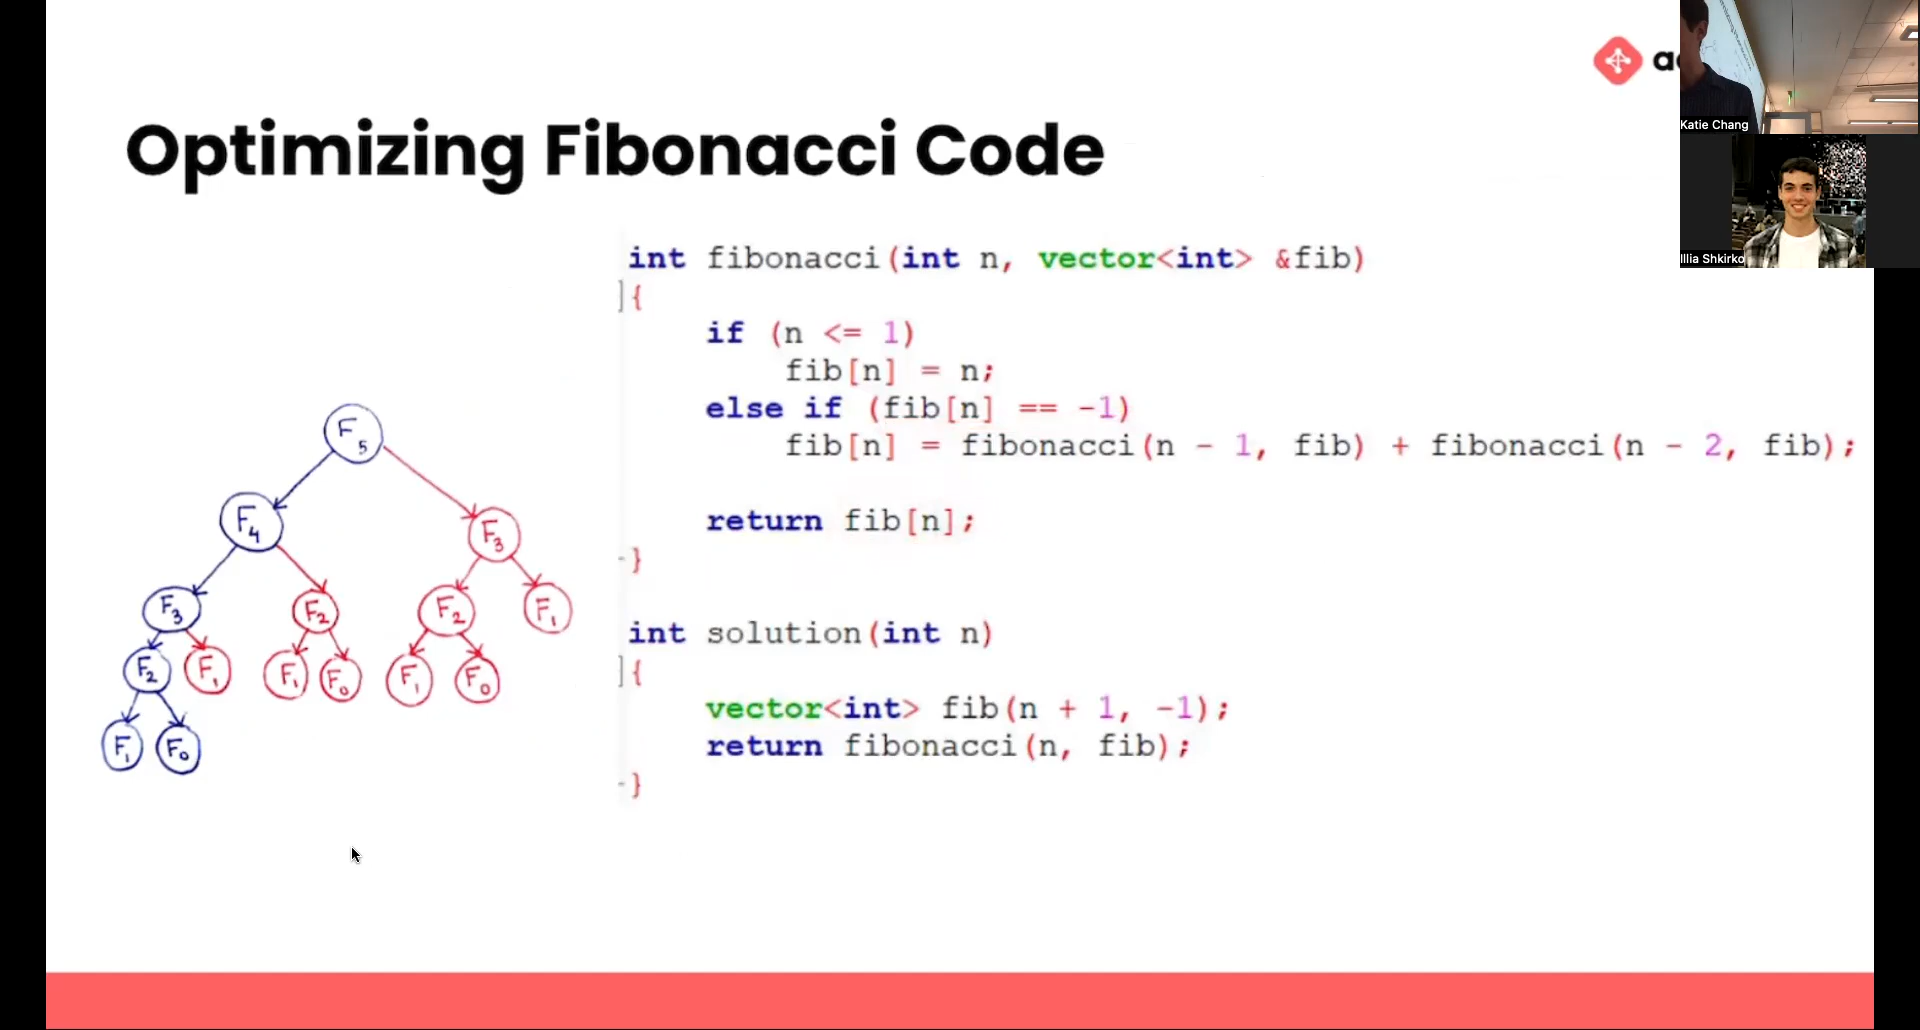 Optimizing Fibonacci Code
int fibonacci(int n, vector<int> &fib)
{
if (n <= 1)
fib[n] = n;
else if (fib[n] == -1)
fib[n] = fibonacci(n - 1, fib) + fibonacci(n - 2, fib);
return fib[n];
}
int solution(int n)
{
vector<int> fib(n + 1, -1);
return fibonacci(n, fib);
}
F5
F4
F3
F3
F2
F2
F1
F2
F1
F1
F0
F1
F0
F1
F0
Katie Chang
Illia Shkirko